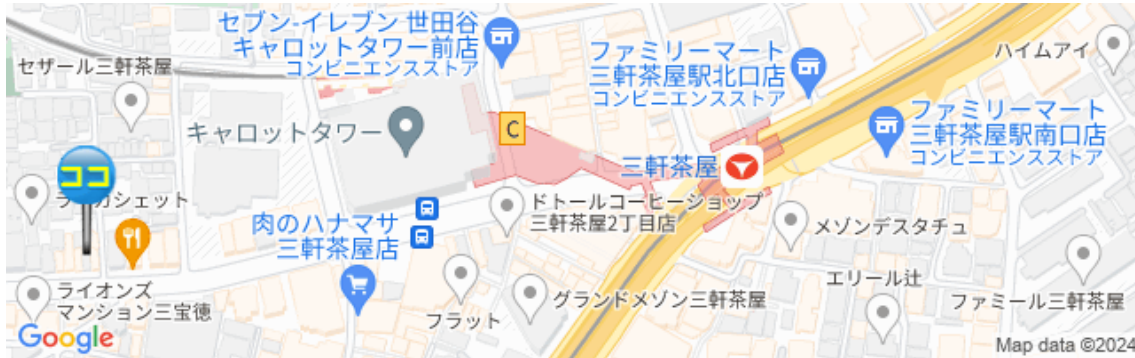 セブン-イレブン 世田谷
キャロットタワー前店
コンビニエンスストア
ファミリーマート
三軒茶屋駅北口店
コンビニエンスストア
ハイムアイ
セザール三軒茶屋
キャロットタワー
C
ファミリーマート
三軒茶屋駅南口店
コンビニエンスストア
三軒茶屋
ココ
ドトールコーヒーショップ
三軒茶屋2丁目店
肉のハナマサ
三軒茶屋店
メゾンデスタチュ
エリール辻
ライオンズ
マンション三宝徳
フラット
グランドメゾン三軒茶屋
ファミール三軒茶屋
Google
Map data ©2024